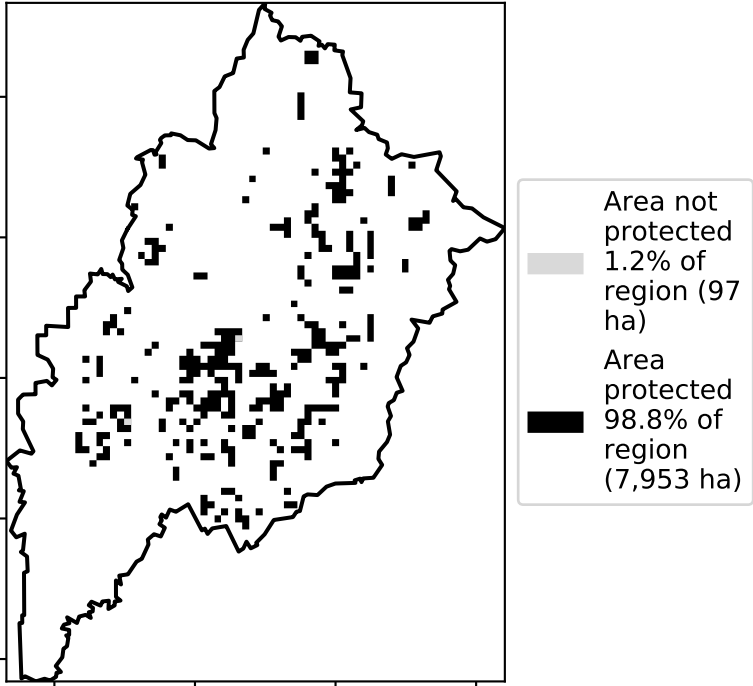 Area not
protected
1.2% of
region (97
ha)
Area
protected
98.8% of
region
(7,953 ha)